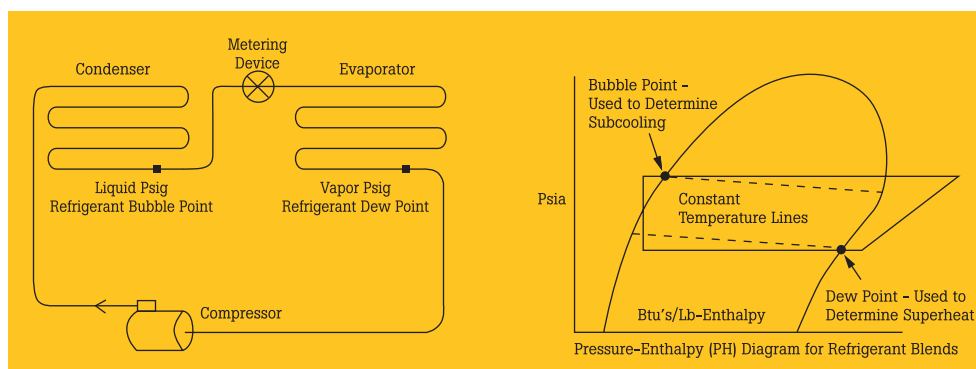 Metering
Device
Condenser
Evaporator
Liquid Psig
Refrigerant Bubble Point
Vapor Psig
Refrigerant Dew Point
Compressor
Bubble Point -
Used to Determine
Subcooling
Psia
Constant
Temperature Lines
Dew Point - Used to
Determine Superheat
Btu's/Lb-Enthalpy
Pressure-Enthalpy (PH) Diagram for Refrigerant Blends